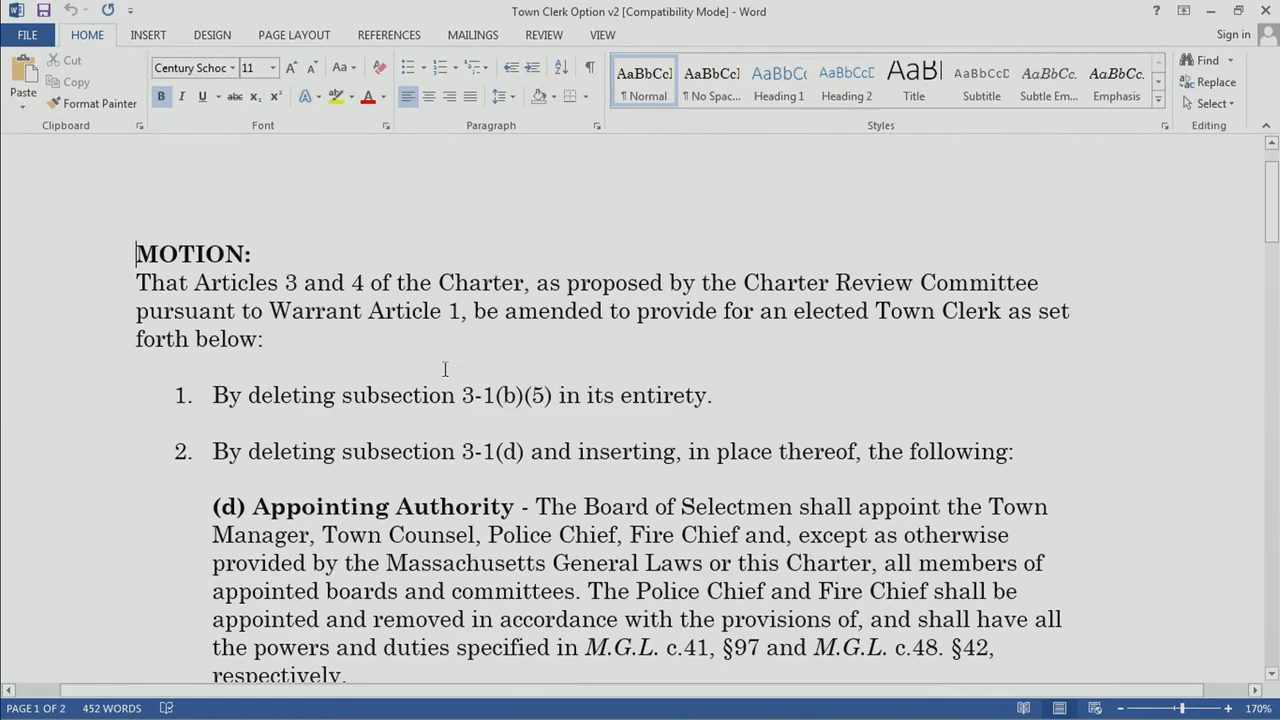 Town Clerk Option v2 [Compatibility Mode] - Word
FILE HOME INSERT DESIGN PAGE LAYOUT REFERENCES MAILINGS REVIEW VIEW Sign in
Paste
Cut
Copy
Format Painter
Clipboard
Century Schoc 11
Font
Paragraph
AaBbCcI AaBbCcI AaBbCc AaBbCc AaBl AaBbCcD AaBbCc. AaBbCc.
¶ Normal ¶ No Spac... Heading 1 Heading 2 Title Subtitle Subtle Em... Emphasis
Styles
Find
Replace
Select
Editing
MOTION:
That Articles 3 and 4 of the Charter, as proposed by the Charter Review Committee
pursuant to Warrant Article 1, be amended to provide for an elected Town Clerk as set
forth below:
1. By deleting subsection 3-1(b)(5) in its entirety.
2. By deleting subsection 3-1(d) and inserting, in place thereof, the following:
(d) Appointing Authority - The Board of Selectmen shall appoint the Town
Manager, Town Counsel, Police Chief, Fire Chief and, except as otherwise
provided by the Massachusetts General Laws or this Charter, all members of
appointed boards and committees. The Police Chief and Fire Chief shall be
appointed and removed in accordance with the provisions of, and shall have all
the powers and duties specified in M.G.L. c.41, §97 and M.G.L. c.48. §42,
respectively.
PAGE 1 OF 2 452 WORDS 170%